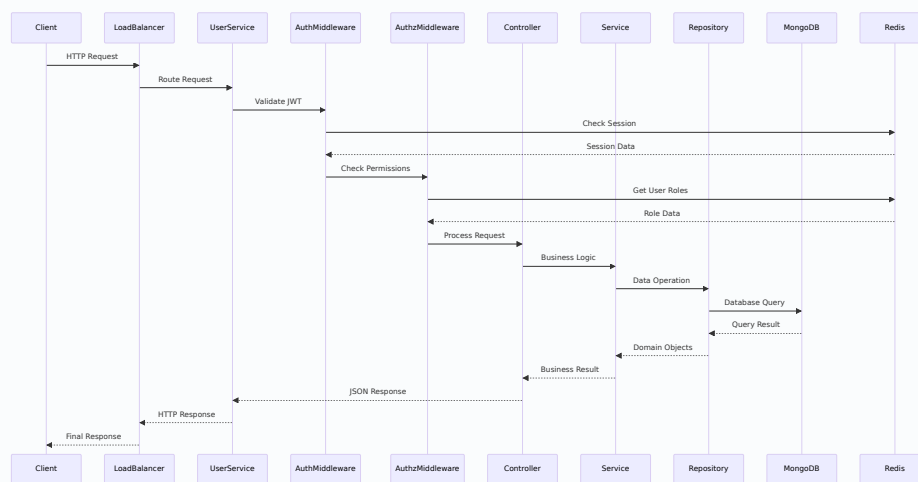 Client LoadBalancer UserService AuthMiddleware AuthzMiddleware Controller Service Repository MongoDB Redis
HTTP Request
Route Request
Validate JWT
Check Session
Session Data
Check Permissions
Get User Roles
Role Data
Process Request
Business Logic
Data Operation
Database Query
Query Result
Domain Objects
Business Result
JSON Response
HTTP Response
Final Response
Client LoadBalancer UserService AuthMiddleware AuthzMiddleware Controller Service Repository MongoDB Redis